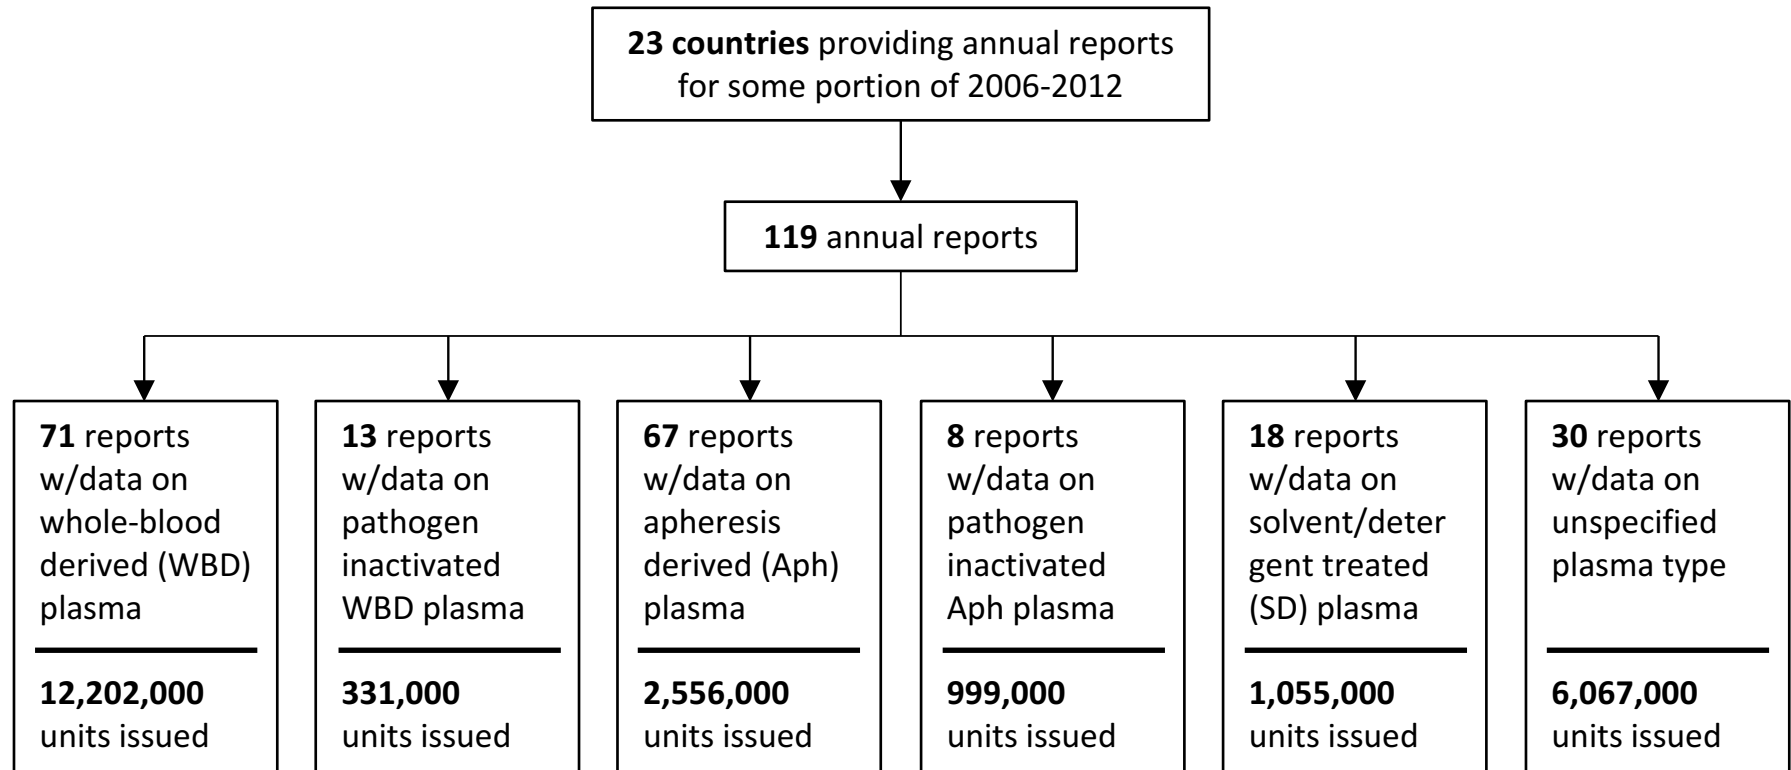 23 countries providing annual reports
for some portion of 2006-2012
119 annual reports
71 reports
w/data on
whole-blood
derived (WBD)
plasma
12,202,000
units issued
13 reports
w/data on
pathogen
inactivated
WBD plasma
331,000
units issued
67 reports
w/data on
apheresis
derived (Aph)
plasma
2,556,000
units issued
8 reports
w/data on
pathogen
inactivated
Aph plasma
999,000
units issued
18 reports
w/data on
solvent/deter
gent treated
(SD) plasma
1,055,000
units issued
30 reports
w/data on
unspecified
plasma type
6,067,000
units issued